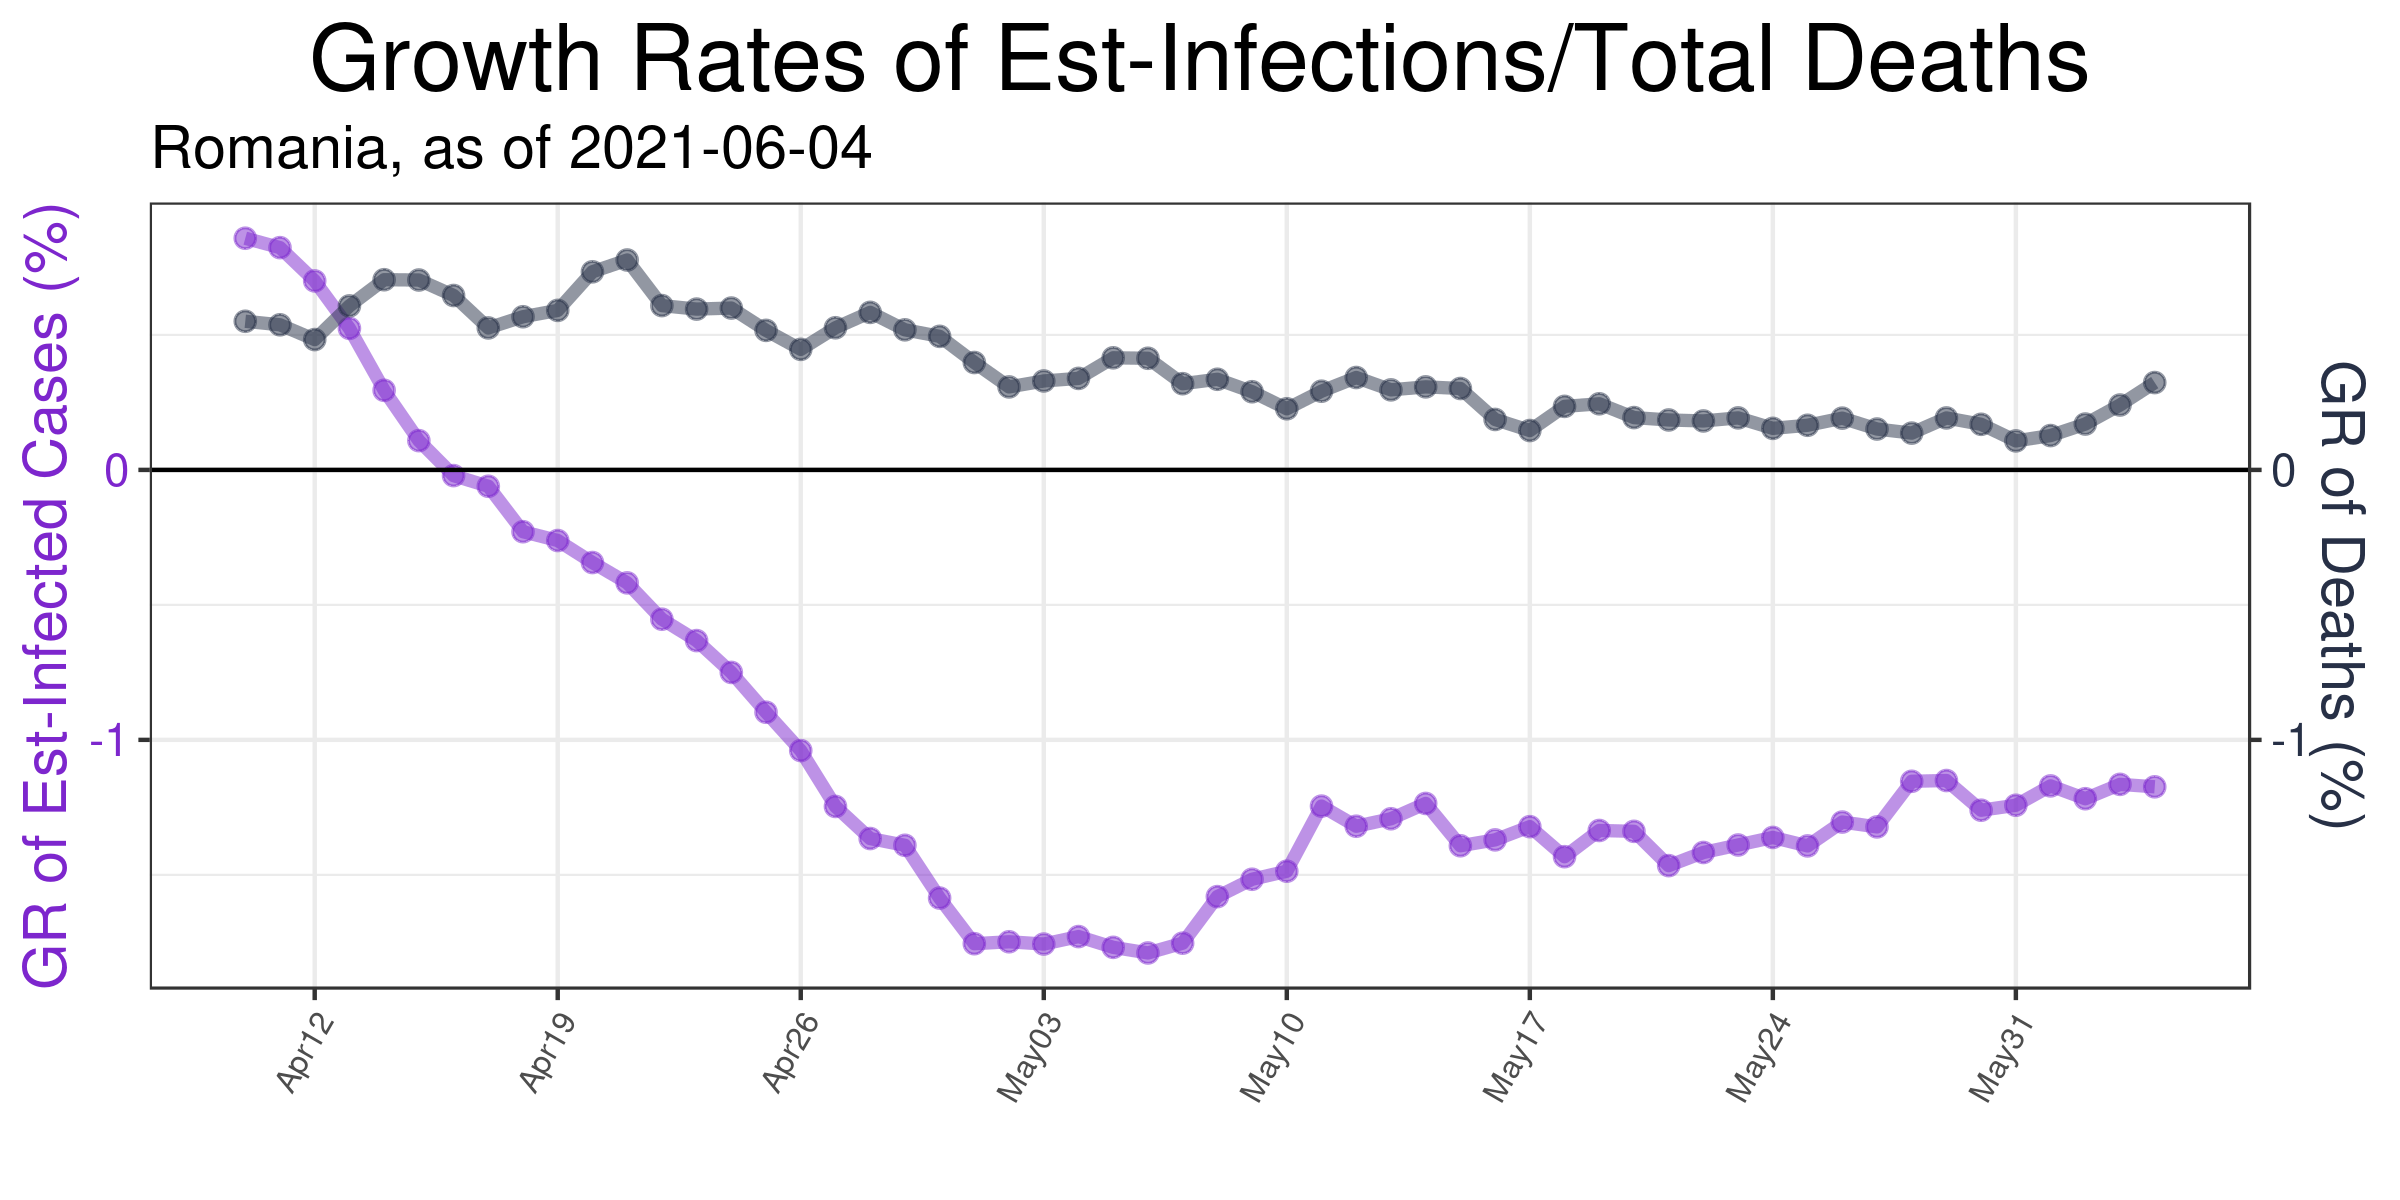 Growth Rates of Est-Infections/Total Deaths
Romania, as of 2021-06-04
GR of Est-Infected Cases (%)
0
-1
0
-1
GR of Deaths (%)
Apr12
Apr19
Apr26
May03
May10
May17
May24
May31